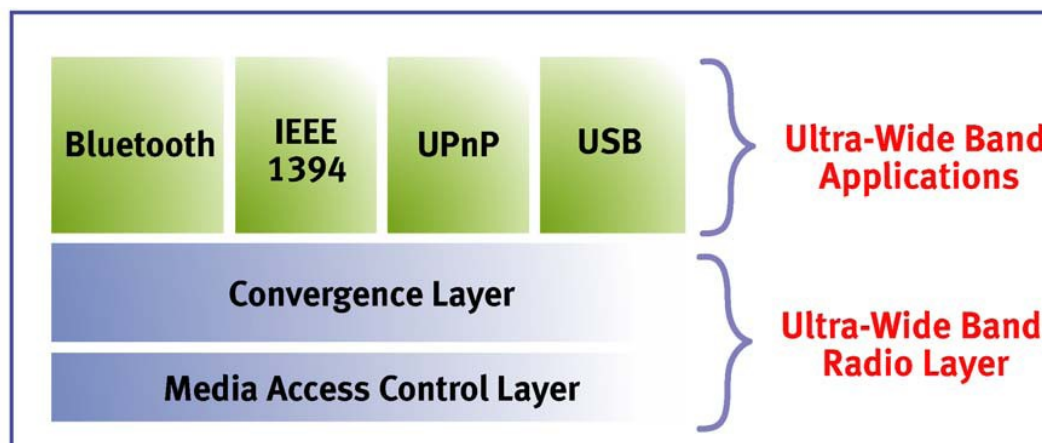 Bluetooth
IEEE
1394
UPnP
USB
Ultra-Wide Band
Applications
Convergence Layer
Media Access Control Layer
Ultra-Wide Band
Radio Layer